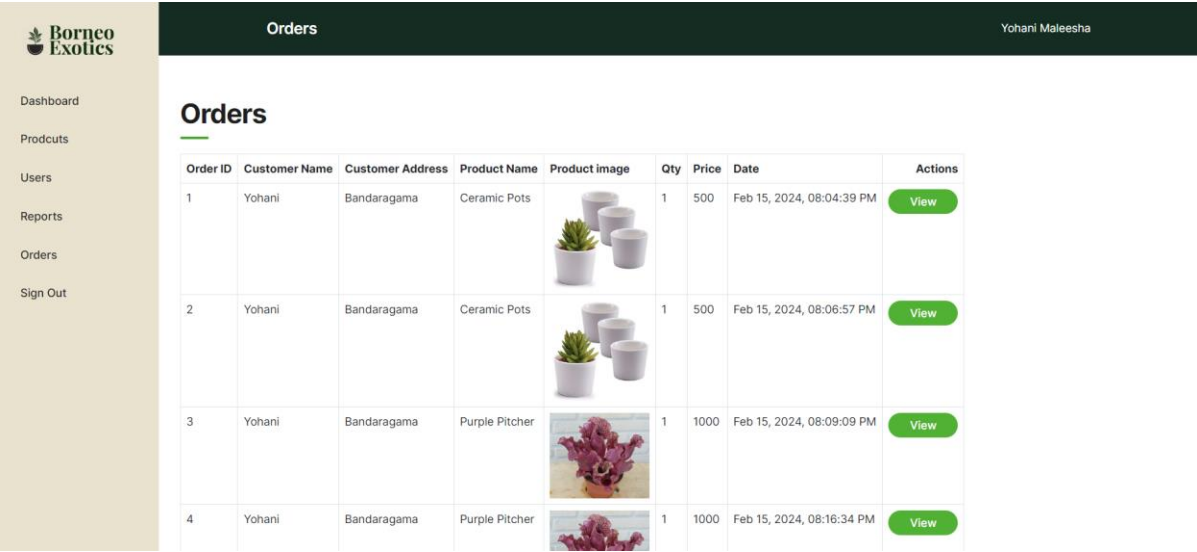 Borneo
Exotics
Orders
Yohani Maleesha
Dashboard
Prodcuts
Users
Reports
Orders
Sign Out
Orders
Order ID Customer Name Customer Address Product Name Product image Qty Price Date Actions
1 Yohani Bandaragama Ceramic Pots 1 500 Feb 15, 2024, 08:04:39 PM View
2 Yohani Bandaragama Ceramic Pots 1 500 Feb 15, 2024, 08:06:57 PM View
3 Yohani Bandaragama Purple Pitcher 1 1000 Feb 15, 2024, 08:09:09 PM View
4 Yohani Bandaragama Purple Pitcher 1 1000 Feb 15, 2024, 08:16:34 PM View